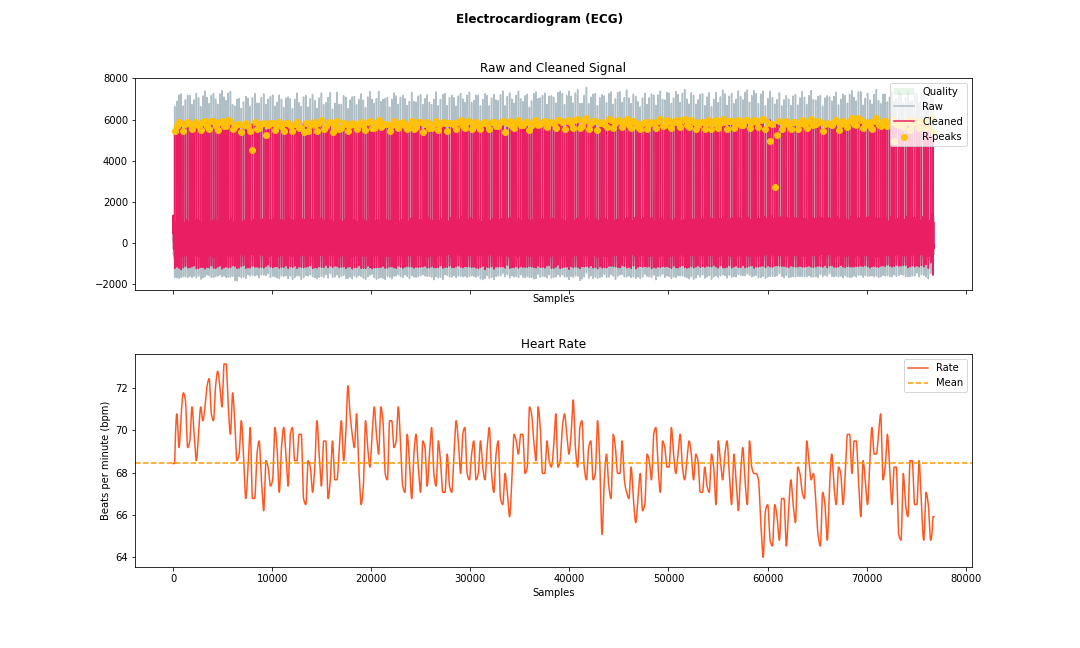 Electrocardiogram (ECG)
Raw and Cleaned Signal
8000
6000
4000
2000
0
−2000
Quality
Raw
Cleaned
R-peaks
Samples
Heart Rate
Beats per minute (bpm)
72
70
68
66
64
Rate
Mean
0 10000 20000 30000 40000 50000 60000 70000 80000
Samples